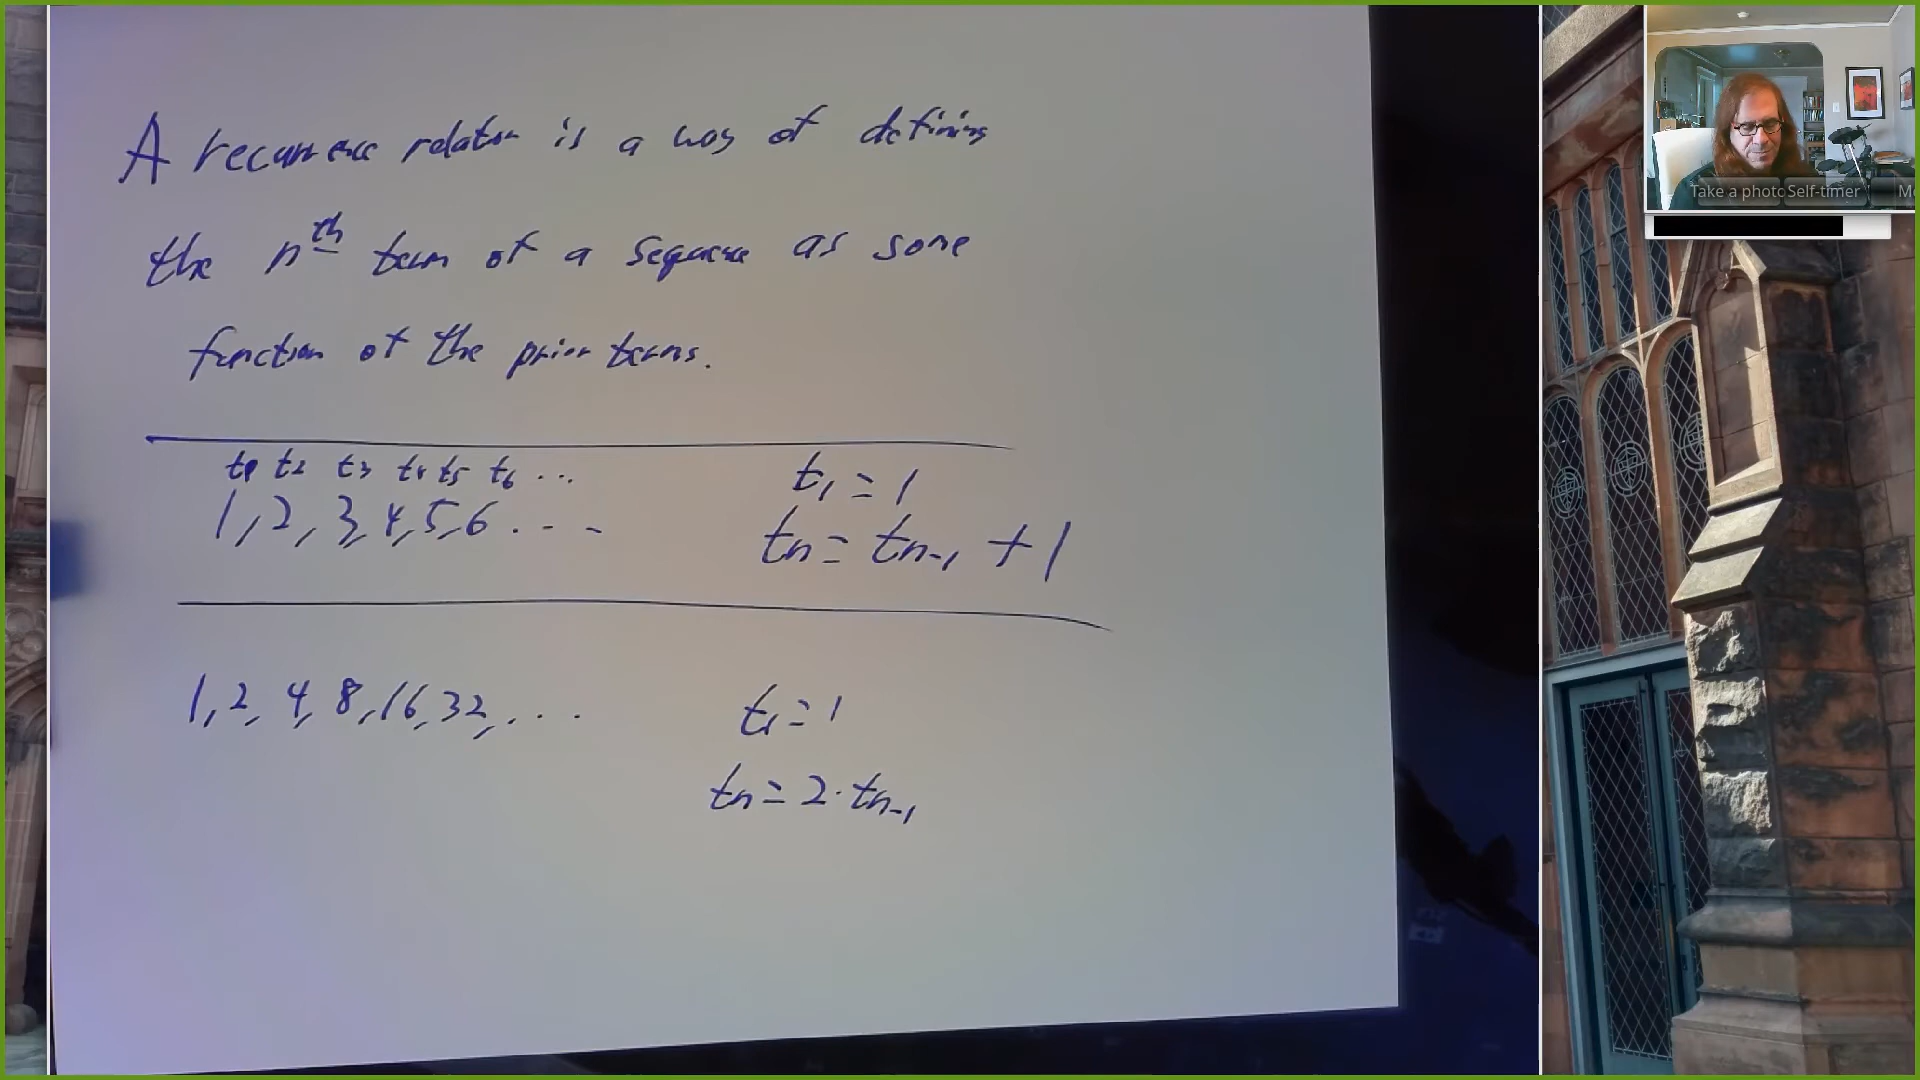 A recurrence relation is a way of defining
the nth term of a sequence as some
function of the prior terms.
t1 t2 t3 t4 t5 t6 ...
1, 2, 3, 4, 5, 6 . . .
t1 = 1
tn = tn-1 + 1
1, 2, 4, 8, 16, 32, . . .
t1 = 1
tn = 2 · tn-1
Take a photo Self-timer